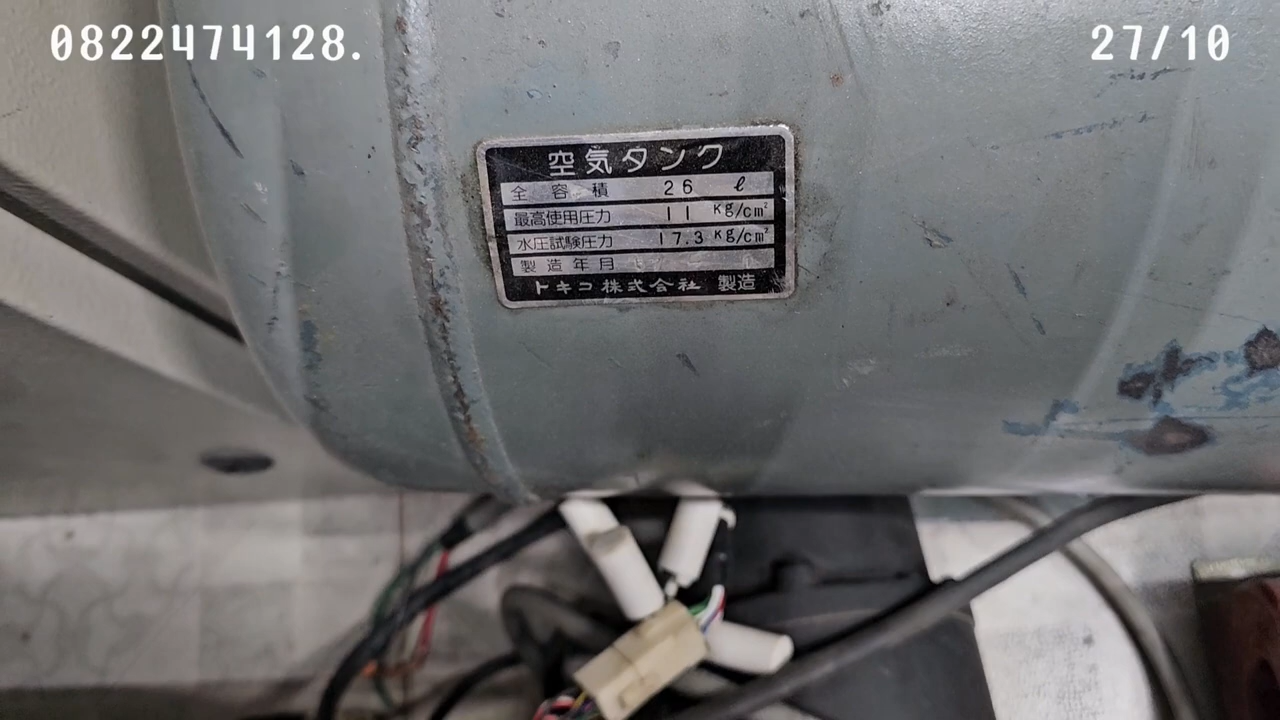 0822474128.
27/10
空気タンク
全容積 26 ℓ
最高使用圧力 11 Kg/cm²
水圧試験圧力 17.3 Kg/cm²
製造年月
トキコ株式会社 製造